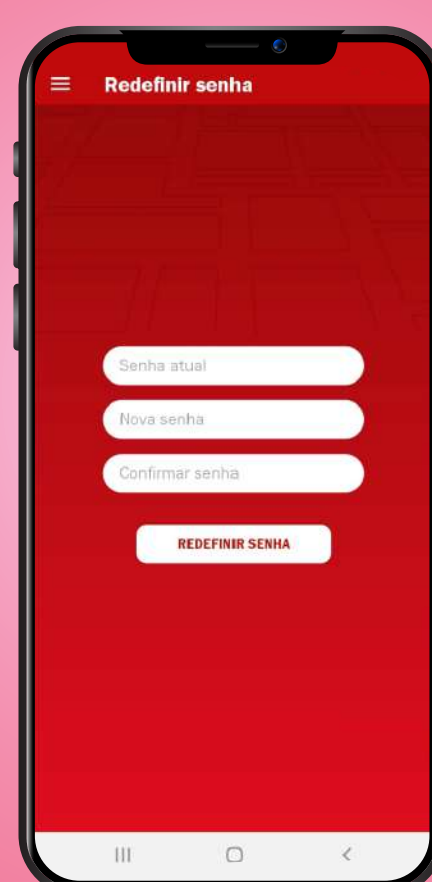 Redefinir senha
Senha atual
Nova senha
Confirmar senha
REDEFINIR SENHA